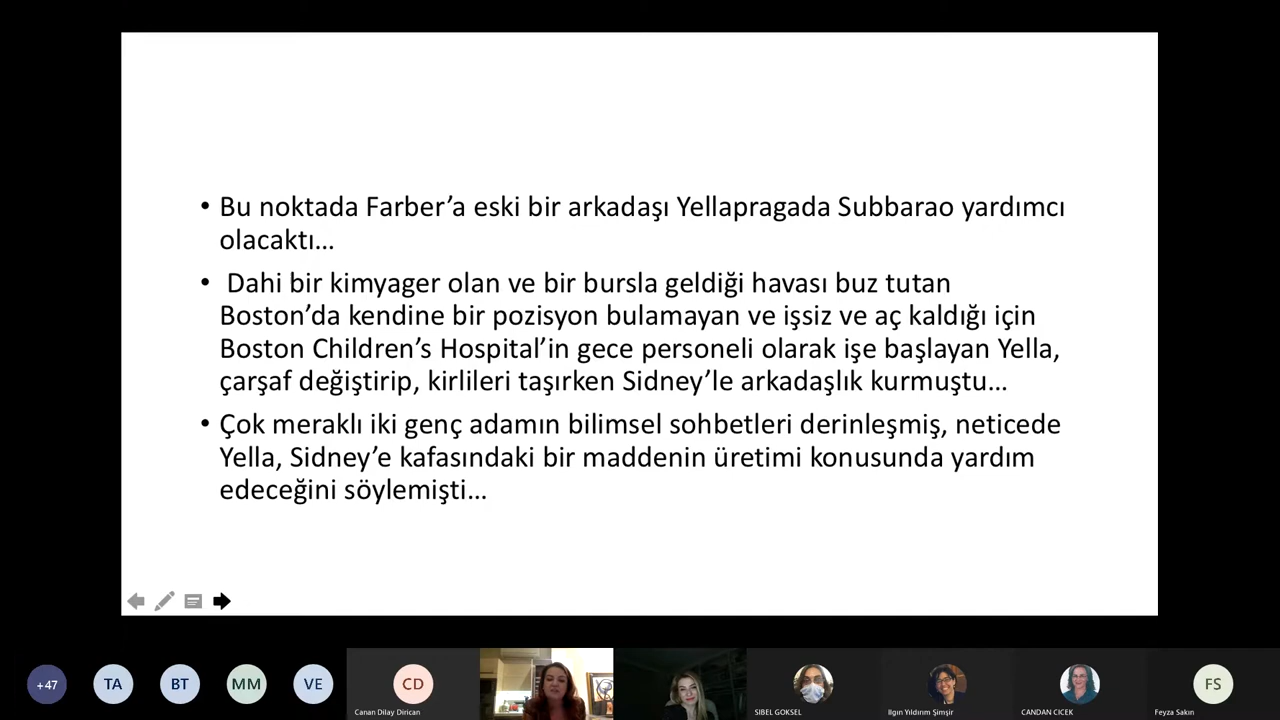 • Bu noktada Farber’a eski bir arkadaşı Yellapragada Subbarao yardımcı
olacaktı…
• Dahi bir kimyager olan ve bir bursla geldiği havası buz tutan
Boston’da kendine bir pozisyon bulamayan ve işsiz ve aç kaldığı için
Boston Children’s Hospital’in gece personeli olarak işe başlayan Yella,
çarşaf değiştirip, kirlileri taşırken Sidney’le arkadaşlık kurmuştu…
• Çok meraklı iki genç adamın bilimsel sohbetleri derinleşmiş, neticede
Yella, Sidney’e kafasındaki bir maddenin üretimi konusunda yardım
edeceğini söylemişti…
+47 TA BT MM VE CD FS
Canan Dilay Dirican SIBEL GOKSEL Ilgın Yıldırım Şimşir CANDAN CICEK Feyza Sakın